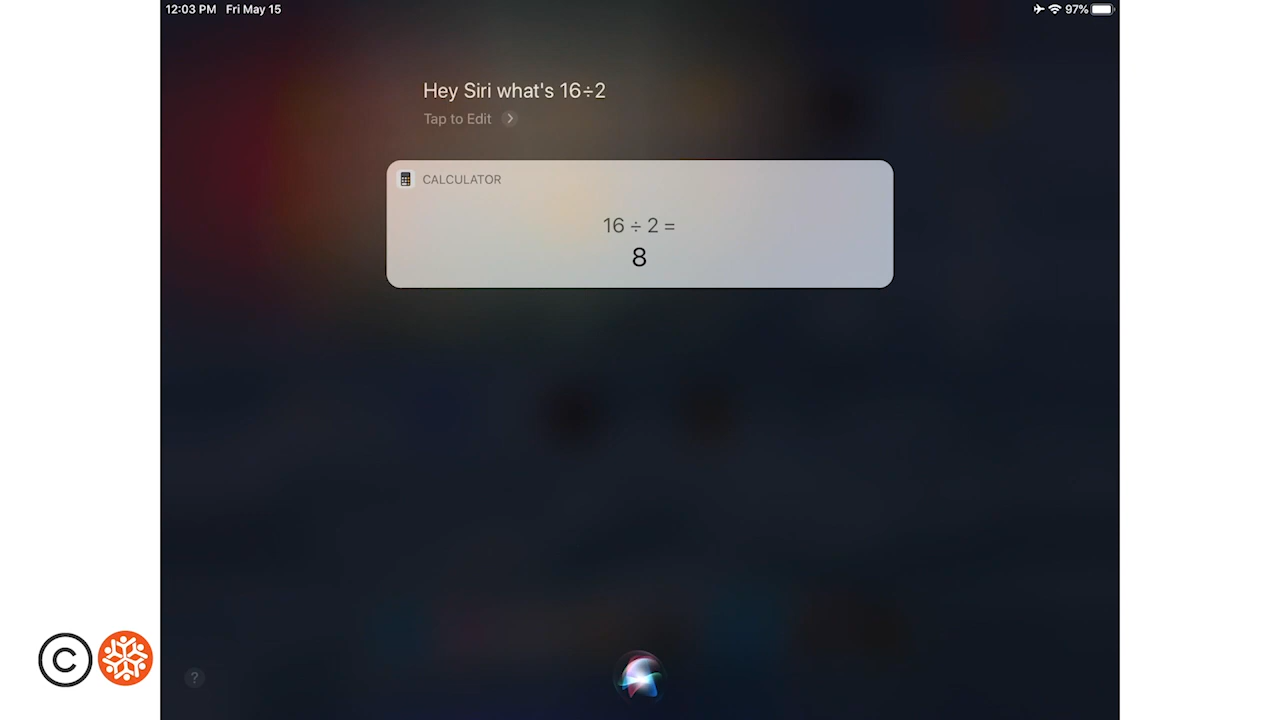 12:03 PM Fri May 15
97%
Hey Siri what's 16÷2
Tap to Edit
CALCULATOR
16 ÷ 2 =
8
?
©